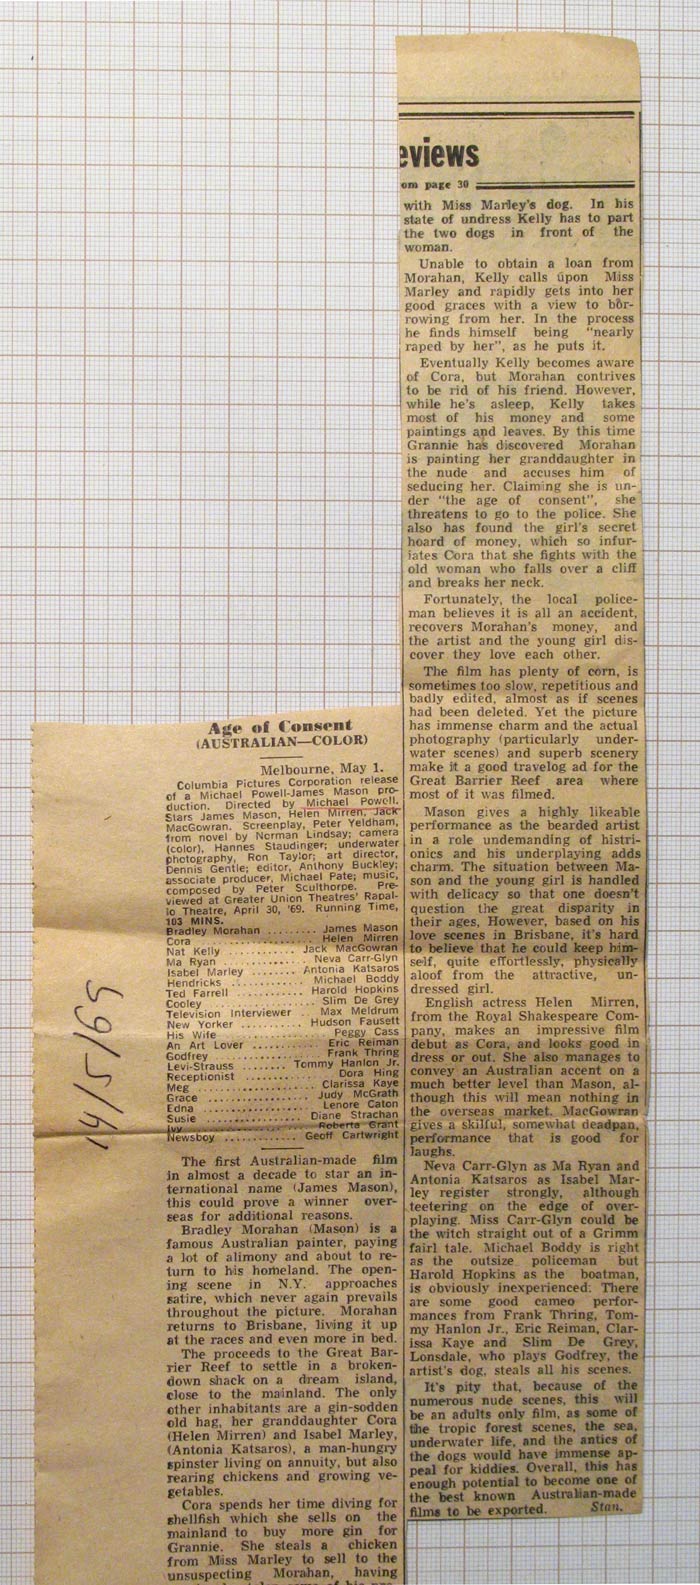 Age of Consent
(AUSTRALIAN—COLOR)
Melbourne, May 1.
Columbia Pictures Corporation release
of a Michael Powell-James Mason pro-
duction. Directed by Michael Powell.
Stars James Mason, Helen Mirren, Jack
MacGowran. Screenplay, Peter Yeldham,
from novel by Norman Lindsay; camera
(color), Hannes Staudinger; underwater
photography, Ron Taylor; art director,
Dennis Gentle; editor, Anthony Buckley;
associate producer, Michael Pate; music,
composed by Peter Sculthorpe. Pre-
viewed at Greater Union Theatres' Rapal-
lo Theatre, April 30, '69. Running Time,
103 MINS.
Bradley Morahan ......... James Mason
Cora ..................... Helen Mirren
Nat Kelly ............ Jack MacGowran
Ma Ryan ............. Neva Carr-Glyn
Isabel Marley ........ Antonia Katsaros
Hendricks ............. Michael Boddy
Ted Farrell ........... Harold Hopkins
Cooley ................. Slim De Grey
Television Interviewer .. Max Meldrum
New Yorker .......... Hudson Fausett
His Wife ................ Peggy Cass
An Art Lover .......... Eric Reiman
Godfrey ................ Frank Thring
Levi-Strauss ........ Tommy Hanlon Jr.
Receptionist ............. Dora Hing
Meg .................... Clarissa Kaye
Grace .................. Judy McGrath
Edna ................... Lenore Caton
Susie ................ Diane Strachan
Ivy .................... Roberta Grant
Newsboy ............ Geoff Cartwright
The first Australian-made film
in almost a decade to star an in-
ternational name (James Mason),
this could prove a winner over-
seas for additional reasons.
Bradley Morahan (Mason) is a
famous Australian painter, paying
a lot of alimony and about to re-
turn to his homeland. The open-
ing scene in N.Y. approaches
satire, which never again prevails
throughout the picture. Morahan
returns to Brisbane, living it up
at the races and even more in bed.
The proceeds to the Great Bar-
rier Reef to settle in a broken-
down shack on a dream island,
close to the mainland. The only
other inhabitants are a gin-sodden
old hag, her granddaughter Cora
(Helen Mirren) and Isabel Marley,
(Antonia Katsaros), a man-hungry
spinster living on annuity, but also
rearing chickens and growing ve-
getables.
Cora spends her time diving for
shellfish which she sells on the
mainland to buy more gin for
Grannie. She steals a chicken
from Miss Marley to sell to the
unsuspecting Morahan, having
14/5/69
eviews
om page 30
with Miss Marley's dog. In his
state of undress Kelly has to part
the two dogs in front of the
woman.
Unable to obtain a loan from
Morahan, Kelly calls upon Miss
Marley and rapidly gets into her
good graces with a view to bor-
rowing from her. In the process
he finds himself being "nearly
raped by her", as he puts it.
Eventually Kelly becomes aware
of Cora, but Morahan contrives
to be rid of his friend. However,
while he's asleep, Kelly takes
most of his money and some
paintings and leaves. By this time
Grannie has discovered Morahan
is painting her granddaughter in
the nude and accuses him of
seducing her. Claiming she is un-
der "the age of consent", she
threatens to go to the police. She
also has found the girl's secret
hoard of money, which so infur-
iates Cora that she fights with the
old woman who falls over a cliff
and breaks her neck.
Fortunately, the local police-
man believes it is all an accident,
recovers Morahan's money, and
the artist and the young girl dis-
cover they love each other.
The film has plenty of corn, is
sometimes too slow, repetitious and
badly edited, almost as if scenes
had been deleted. Yet the picture
has immense charm and the actual
photography (particularly under-
water scenes) and superb scenery
make it a good travelog ad for the
Great Barrier Reef area where
most of it was filmed.
Mason gives a highly likeable
performance as the bearded artist
in a role undemanding of histri-
onics and his underplaying adds
charm. The situation between Ma-
son and the young girl is handled
with delicacy so that one doesn't
question the great disparity in
their ages, However, based on his
love scenes in Brisbane, it's hard
to believe that he could keep him-
self, quite effortlessly, physically
aloof from the attractive, un-
dressed girl.
English actress Helen Mirren,
from the Royal Shakespeare Com-
pany, makes an impressive film
debut as Cora, and looks good in
dress or out. She also manages to
convey an Australian accent on a
much better level than Mason, al-
though this will mean nothing in
the overseas market. MacGowran
gives a skilful, somewhat deadpan,
performance that is good for
laughs.
Neva Carr-Glyn as Ma Ryan and
Antonia Katsaros as Isabel Mar-
ley register strongly, although
teetering on the edge of over-
playing. Miss Carr-Glyn could be
the witch straight out of a Grimm
fairl tale. Michael Boddy is right
as the outsize policeman but
Harold Hopkins as the boatman,
is obviously inexperienced. There
are some good cameo perfor-
mances from Frank Thring, Tom-
my Hanlon Jr., Eric Reiman, Clar-
issa Kaye and Slim De Grey,
Lonsdale, who plays Godfrey, the
artist's dog, steals all his scenes.
It's pity that, because of the
numerous nude scenes, this will
be an adults only film, as some of
the tropic forest scenes, the sea,
underwater life, and the antics of
the dogs would have immense ap-
peal for kiddies. Overall, this has
enough potential to become one of
the best known Australian-made
films to be exported. Stan.